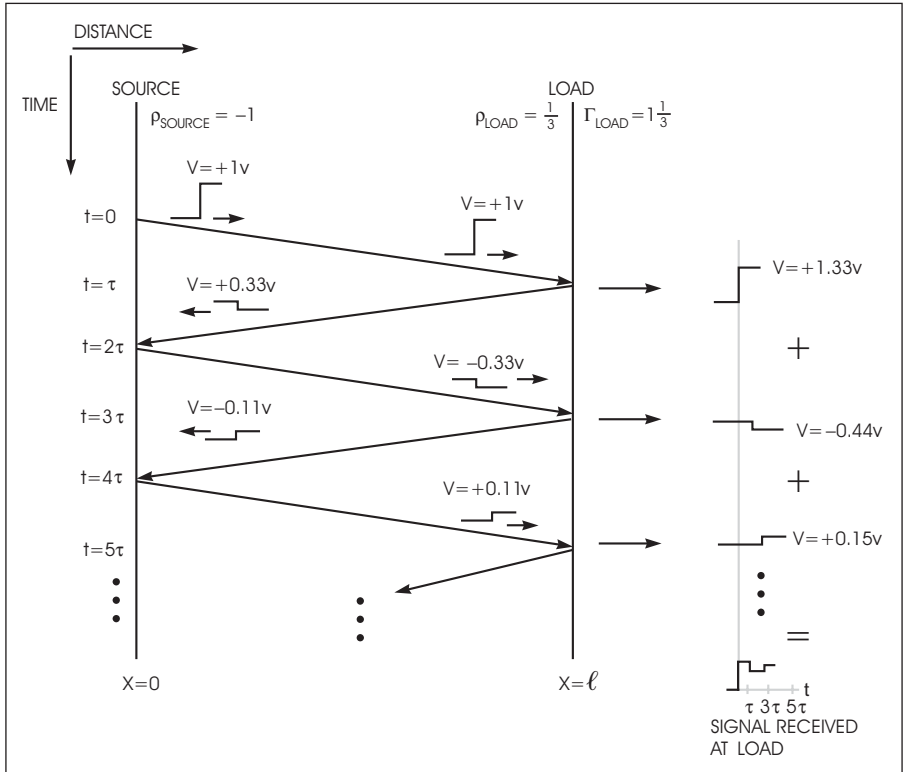 DISTANCE
TIME
SOURCE
LOAD
ρSOURCE = −1
ρLOAD = 1/3
ΓLOAD = 1 1/3
V=+1v
V=+1v
t=0
t=τ
V=+0.33v
V=+1.33v
+
t=2τ
V= −0.33v
t=3τ
V=−0.11v
V=−0.44v
+
t=4τ
V=+0.11v
V=+0.15v
t=5τ
=
X=0
X=ℓ
t
τ 3τ 5τ
SIGNAL RECEIVED
AT LOAD